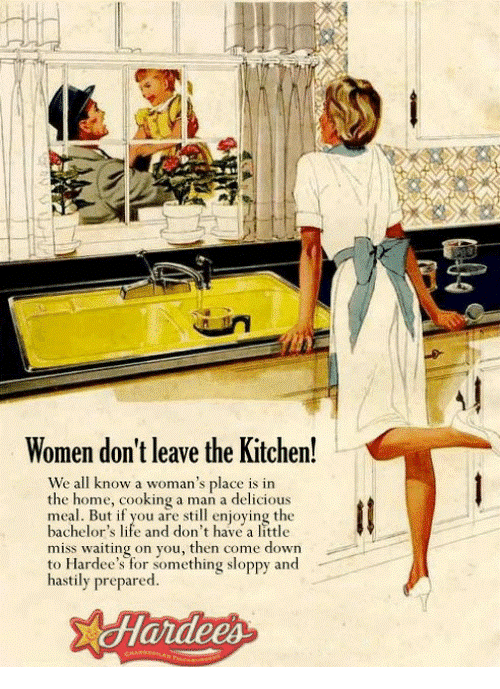 Women don't leave the Kitchen!
We all know a woman's place is in
the home, cooking a man a delicious
meal. But if you are still enjoying the
bachelor's life and don't have a little
miss waiting on you, then come down
to Hardee's for something sloppy and
hastily prepared.
Hardee's